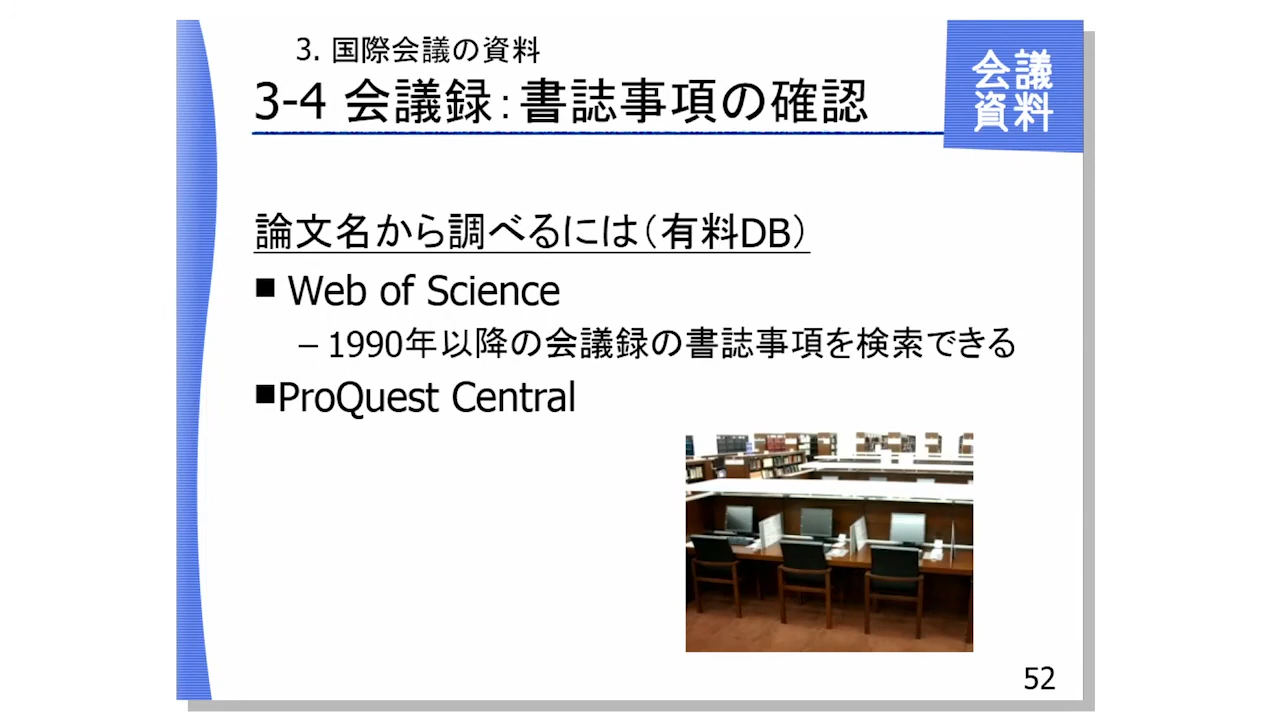 3. 国際会議の資料
3-4 会議録：書誌事項の確認
会議
資料
論文名から調べるには（有料DB）
■ Web of Science
– 1990年以降の会議録の書誌事項を検索できる
■ProQuest Central
52